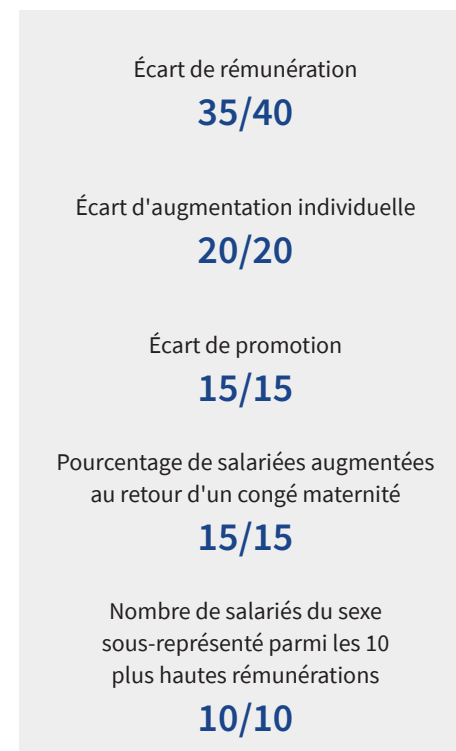 Écart de rémunération
35/40
Écart d'augmentation individuelle
20/20
Écart de promotion
15/15
Pourcentage de salariées augmentées
au retour d'un congé maternité
15/15
Nombre de salariés du sexe
sous-représenté parmi les 10
plus hautes rémunérations
10/10